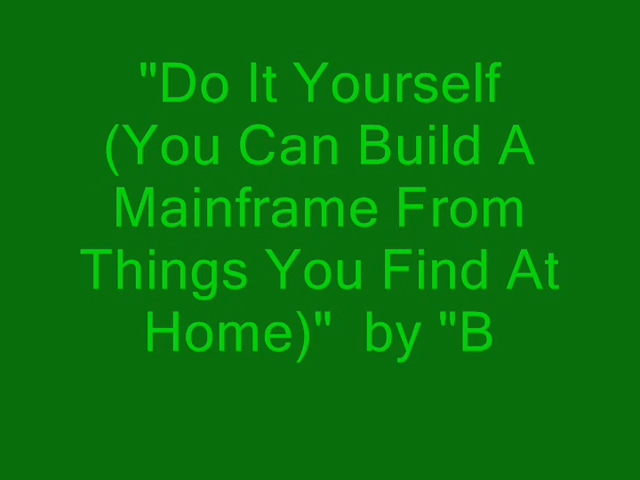 "Do It Yourself
(You Can Build A
Mainframe From
Things You Find At
Home)"  by "B